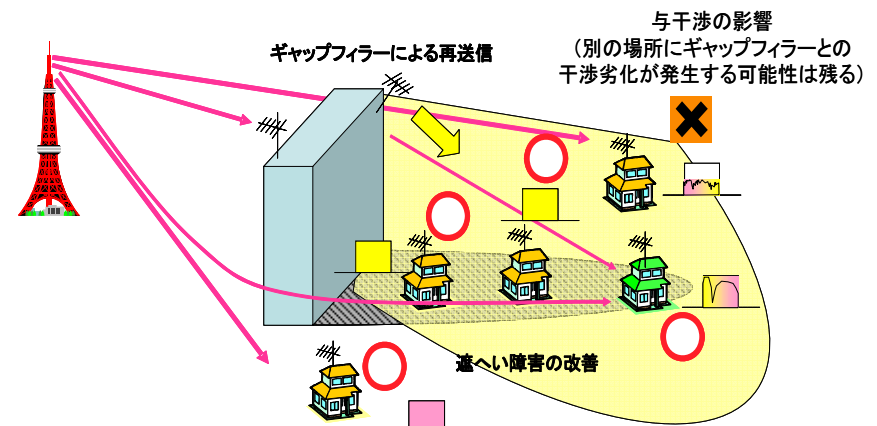 与干渉の影響
（別の場所にギャップフィラーとの
干渉劣化が発生する可能性は残る）
ギャップフィラーによる再送信
遮へい障害の改善